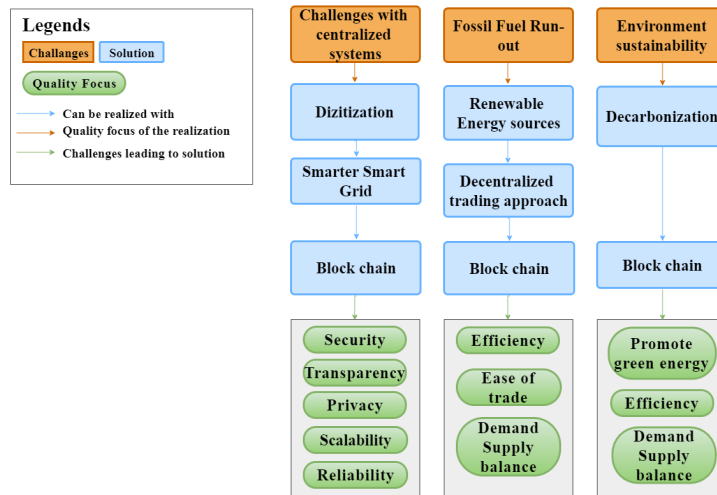 Legends
Challanges
Solution
Quality Focus
Can be realized with
Quality focus of the realization
Challenges leading to solution
Challenges with
centralized
systems
Dizitization
Smarter Smart
Grid
Block chain
Security
Transparency
Privacy
Scalability
Reliability
Fossil Fuel Run-
out
Renewable
Energy sources
Decentralized
trading approach
Block chain
Efficiency
Ease of
trade
Demand
Supply
balance
Environment
sustainability
Decarbonization
Block chain
Promote
green energy
Efficiency
Demand
Supply
balance